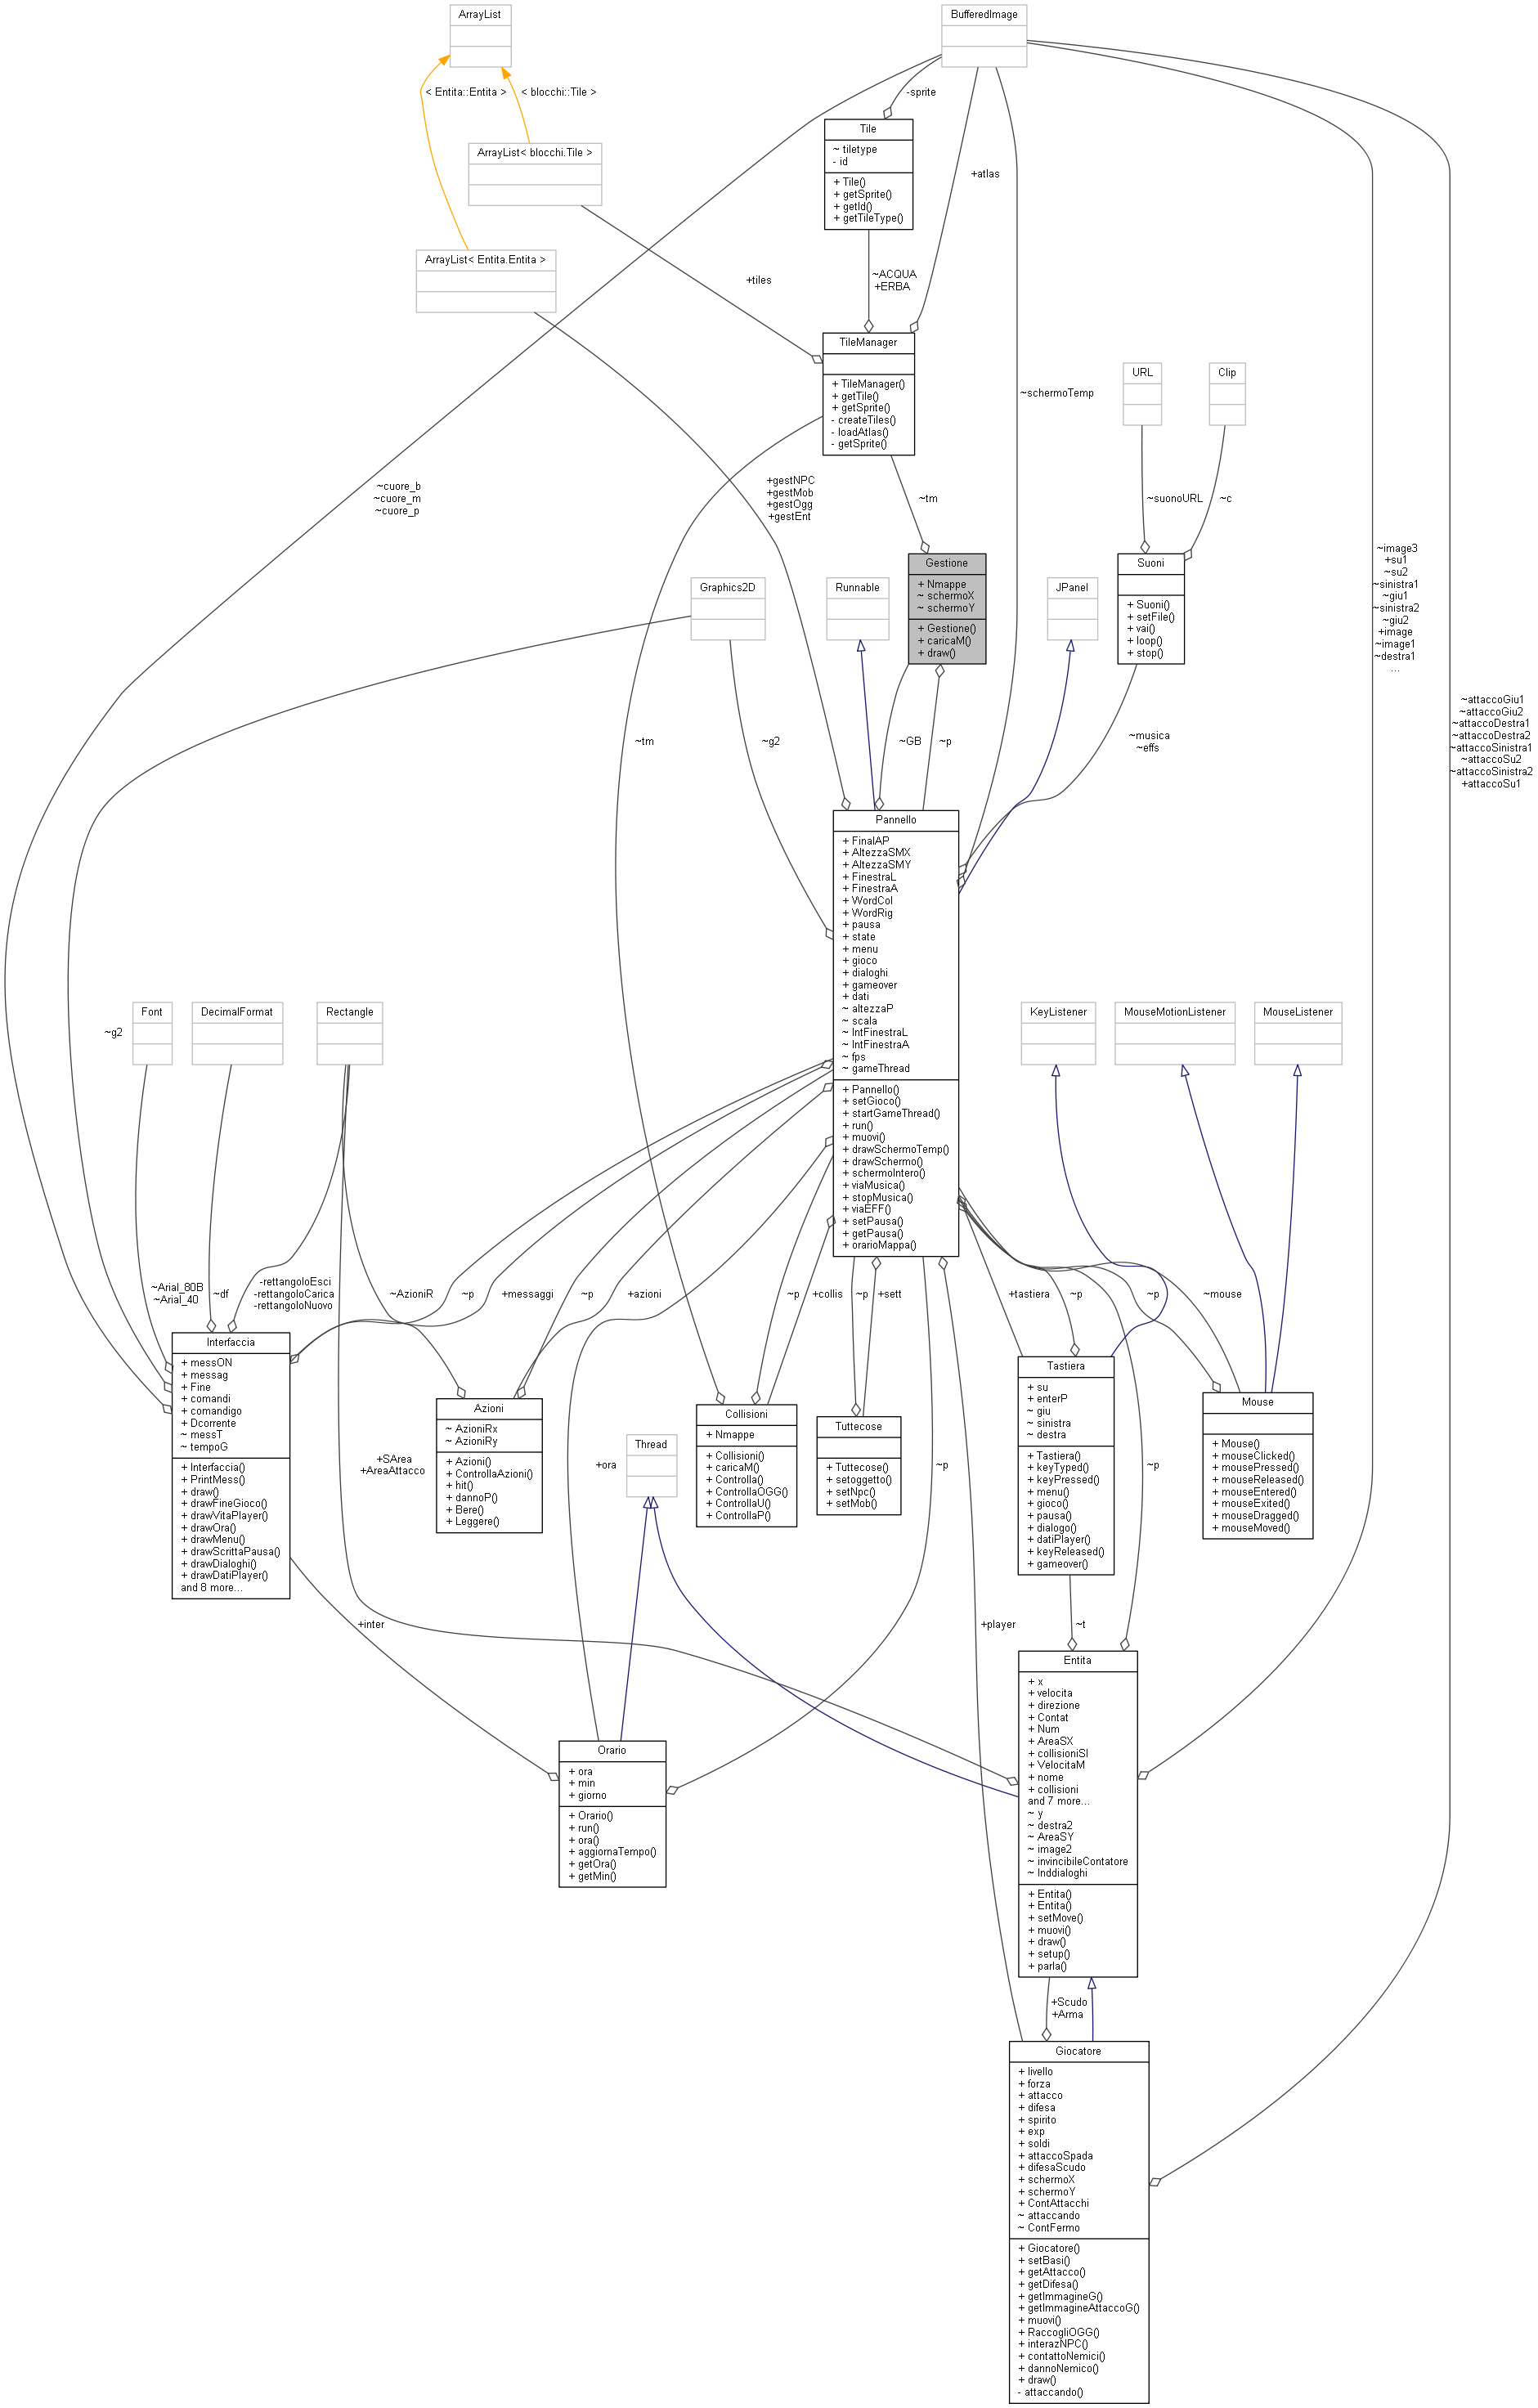 ArrayList
BufferedImage
< Entita::Entita >
< blocchi::Tile >
-sprite
Tile
~ tiletype
- id
+ Tile()
+ getSprite()
+ getId()
+ getTileType()
ArrayList< blocchi.Tile >
+atlas
ArrayList< Entita.Entita >
+tiles
~ACQUA
+ERBA
TileManager
+ TileManager()
+ getTile()
+ getSprite()
- createTiles()
- loadAtlas()
- getSprite()
~schermoTemp
URL
Clip
~cuore_b
~cuore_m
~cuore_p
+gestNPC
+gestMob
+gestOgg
+gestEnt
~tm
~suonoURL
~c
~image3
+su1
~su2
~sinistra1
~giu1
~sinistra2
~giu2
+image
~image1
~destra1
...
Graphics2D
Runnable
Gestione
+ Nmappe
~ schermoX
~ schermoY
+ Gestione()
+ caricaM()
+ draw()
JPanel
Suoni
+ Suoni()
+ setFile()
+ vai()
+ loop()
+ stop()
~attaccoGiu1
~attaccoGiu2
~attaccoDestra1
~attaccoDestra2
~attaccoSinistra1
~attaccoSu2
~attaccoSinistra2
+attaccoSu1
~tm
~g2
~GB
~p
~musica
~effs
Pannello
+ FinalAP
+ AltezzaSMX
+ AltezzaSMY
+ FinestraL
+ FinestraA
+ WordCol
+ WordRig
+ pausa
+ state
+ menu
+ gioco
+ dialoghi
+ gameover
+ dati
~ altezzaP
~ scala
~ IntFinestraL
~ IntFinestraA
~ fps
~ gameThread
+ Pannello()
+ setGioco()
+ startGameThread()
+ run()
+ muovi()
+ drawSchermoTemp()
+ drawSchermo()
+ schermoIntero()
+ viaMusica()
+ stopMusica()
+ viaEFF()
+ setPausa()
+ getPausa()
+ orarioMappa()
~g2
Font
DecimalFormat
Rectangle
KeyListener
MouseMotionListener
MouseListener
~Arial_80B
~Arial_40
~df
-rettangoloEsci
-rettangoloCarica
-rettangoloNuovo
~AzioniR
~p
+messaggi
~p
+azioni
~p
+collis
~p
+sett
+tastiera
~p
~p
~mouse
Interfaccia
+ messON
+ messag
+ Fine
+ comandi
+ comandigo
+ Dcorrente
~ messT
~ tempoG
+ Interfaccia()
+ PrintMess()
+ draw()
+ drawFineGioco()
+ drawVitaPlayer()
+ drawOra()
+ drawMenu()
+ drawScrittaPausa()
+ drawDialoghi()
+ drawDatiPlayer()
and 8 more...
+SArea
+AreaAttacco
Azioni
~ AzioniRx
~ AzioniRy
+ Azioni()
+ ControllaAzioni()
+ hit()
+ dannoP()
+ Bere()
+ Leggere()
+ora
Thread
Collisioni
+ Nmappe
+ Collisioni()
+ caricaM()
+ Controlla()
+ ControllaOGG()
+ ControllaU()
+ ControllaP()
Tuttecose
+ Tuttecose()
+ setoggetto()
+ setNpc()
+ setMob()
~p
Tastiera
+ su
+ enterP
~ giu
~ sinistra
~ destra
+ Tastiera()
+ keyTyped()
+ keyPressed()
+ menu()
+ gioco()
+ pausa()
+ dialogo()
+ datiPlayer()
+ keyReleased()
+ gameover()
~p
Mouse
+ Mouse()
+ mouseClicked()
+ mousePressed()
+ mouseReleased()
+ mouseEntered()
+ mouseExited()
+ mouseDragged()
+ mouseMoved()
+inter
+player
~t
Orario
+ ora
+ min
+ giorno
+ Orario()
+ run()
+ ora()
+ aggiornaTempo()
+ getOra()
+ getMin()
Entita
+ x
+ velocita
+ direzione
+ Contat
+ Num
+ AreaSX
+ collisioniSI
+ VelocitaM
+ nome
+ collisioni
and 7 more...
~ y
~ destra2
~ AreaSY
~ image2
~ invincibileContatore
~ Inddialoghi
+ Entita()
+ Entita()
+ setMove()
+ muovi()
+ draw()
+ setup()
+ parla()
+Scudo
+Arma
Giocatore
+ livello
+ forza
+ attacco
+ difesa
+ spirito
+ exp
+ soldi
+ attaccoSpada
+ difesaScudo
+ schermoX
+ schermoY
+ ContAttacchi
~ attaccando
~ ContFermo
+ Giocatore()
+ setBasi()
+ getAttacco()
+ getDifesa()
+ getImmagineG()
+ getImmagineAttaccoG()
+ muovi()
+ RaccogliOGG()
+ interazNPC()
+ contattoNemici()
+ dannoNemico()
+ draw()
- attaccando()